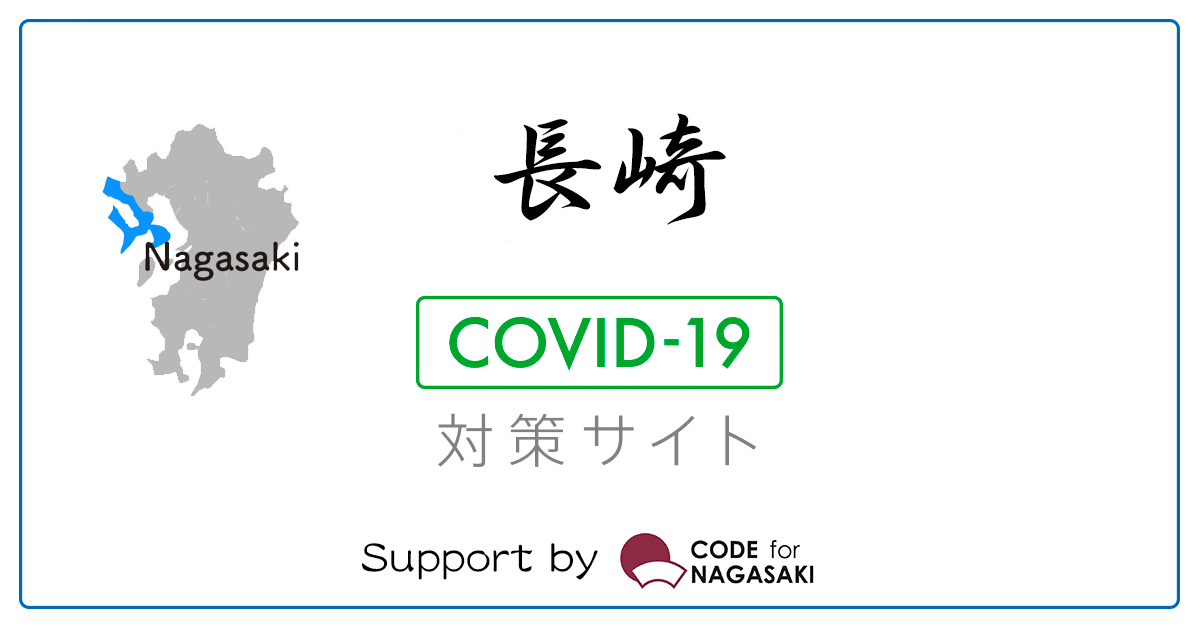 長崎
Nagasaki
COVID-19
対策サイト
Support by
CODE for
NAGASAKI